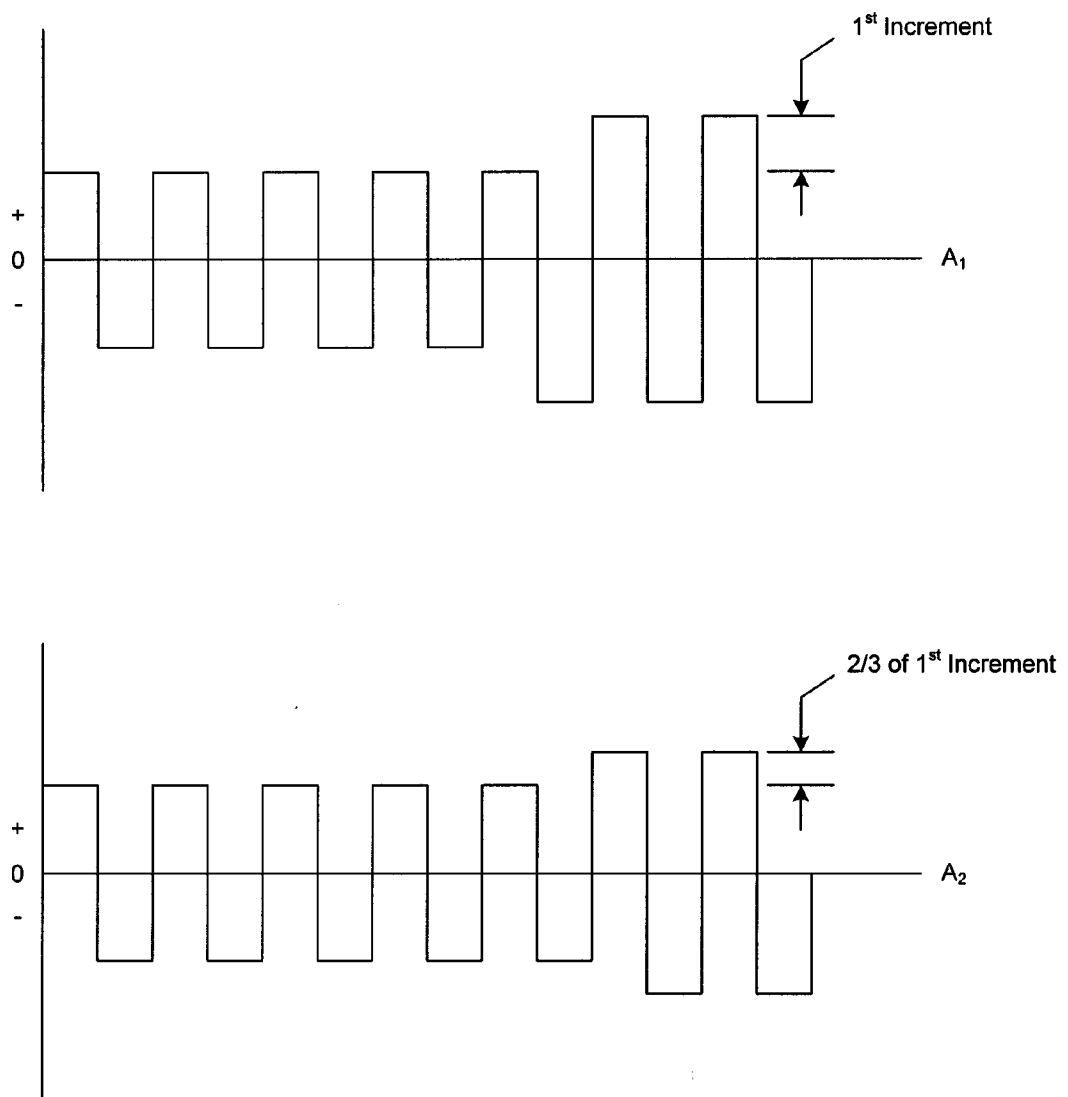 1st Increment
+
0
-
A1
2/3 of 1st Increment
+
0
-
A2